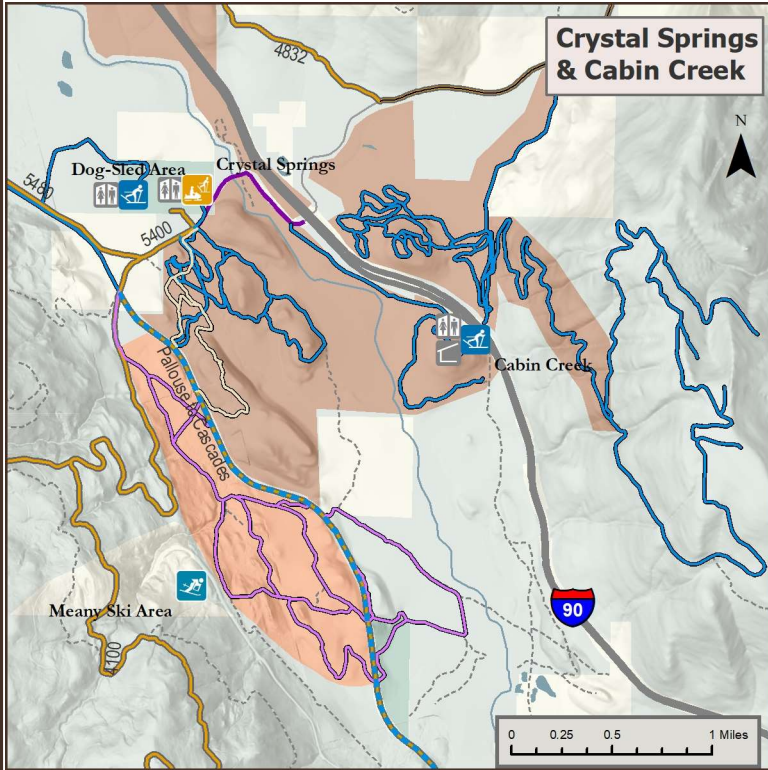 Crystal Springs
& Cabin Creek
4832
N
Dog-Sled Area
Crystal Springs
5480
5400
Cabin Creek
Pallouse to Cascades
Meany Ski Area
4100
90
0 0.25 0.5 1 Miles